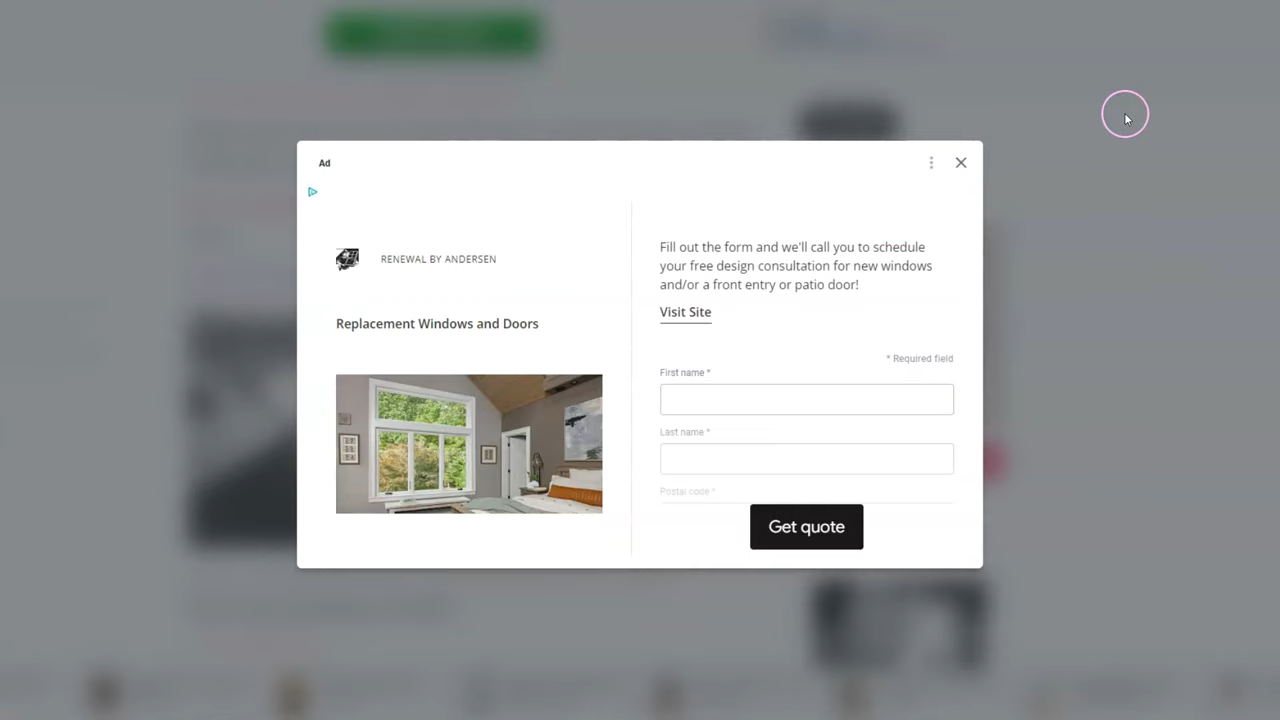 Ad
RENEWAL BY ANDERSEN
Replacement Windows and Doors
Fill out the form and we'll call you to schedule
your free design consultation for new windows
and/or a front entry or patio door!
Visit Site
* Required field
First name *
Last name *
Postal code *
Get quote